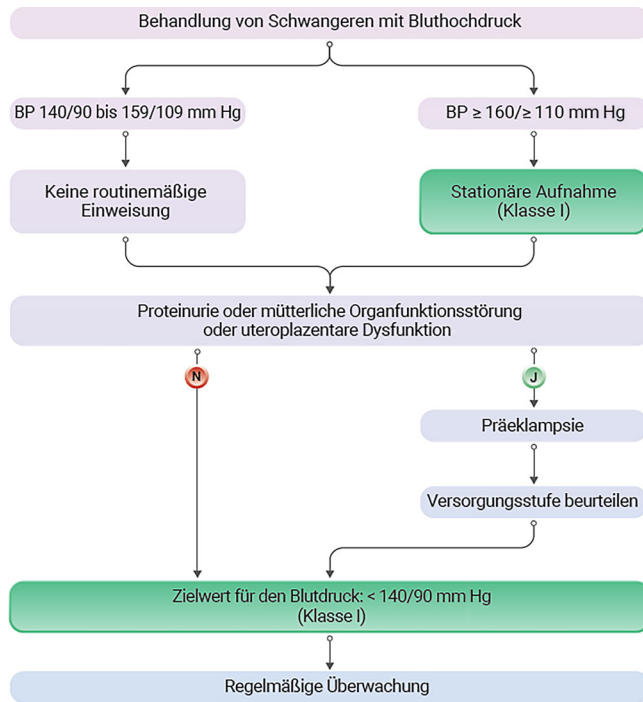 Behandlung von Schwangeren mit Bluthochdruck
BP 140/90 bis 159/109 mm Hg
BP ≥ 160/≥ 110 mm Hg
Keine routinemäßige
Einweisung
Stationäre Aufnahme
(Klasse I)
Proteinurie oder mütterliche Organfunktionsstörung
oder uteroplazentare Dysfunktion
N
J
Präeklampsie
Versorgungsstufe beurteilen
Zielwert für den Blutdruck: < 140/90 mm Hg
(Klasse I)
Regelmäßige Überwachung